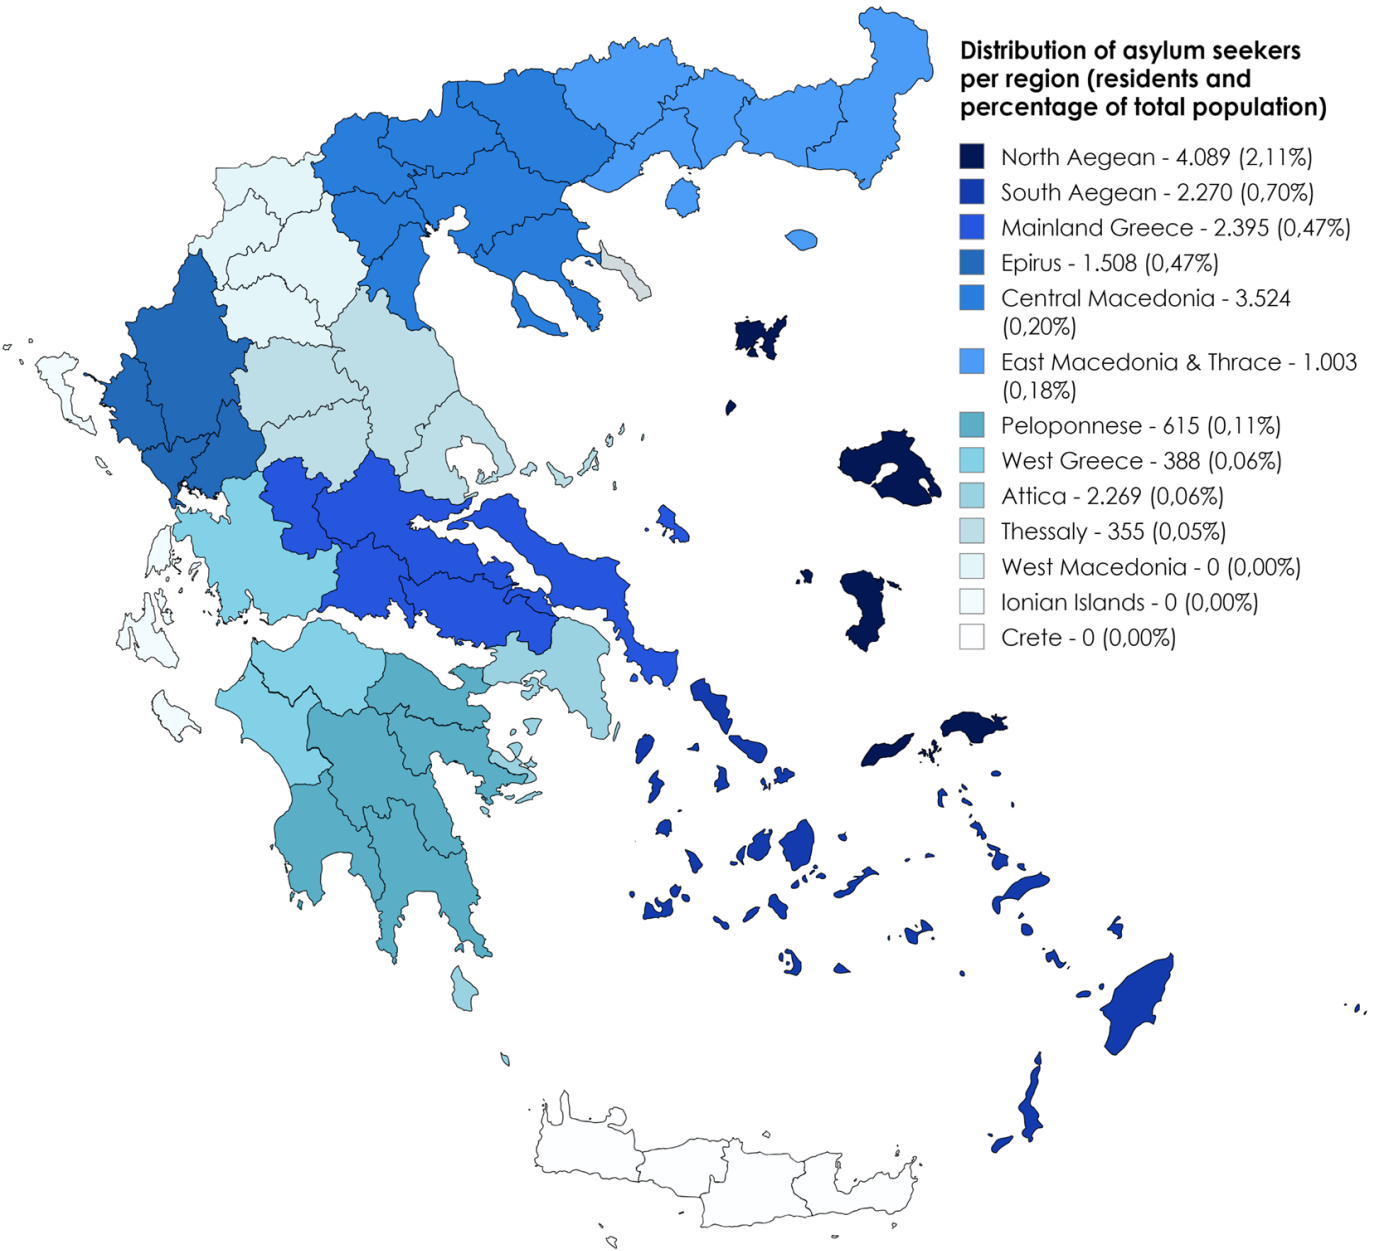 Distribution of asylum seekers
per region (residents and
percentage of total population)
North Aegean - 4.089 (2,11%)
South Aegean - 2.270 (0,70%)
Mainland Greece - 2.395 (0,47%)
Epirus - 1.508 (0,47%)
Central Macedonia - 3.524
(0,20%)
East Macedonia & Thrace - 1.003
(0,18%)
Peloponnese - 615 (0,11%)
West Greece - 388 (0,06%)
Attica - 2.269 (0,06%)
Thessaly - 355 (0,05%)
West Macedonia - 0 (0,00%)
Ionian Islands - 0 (0,00%)
Crete - 0 (0,00%)